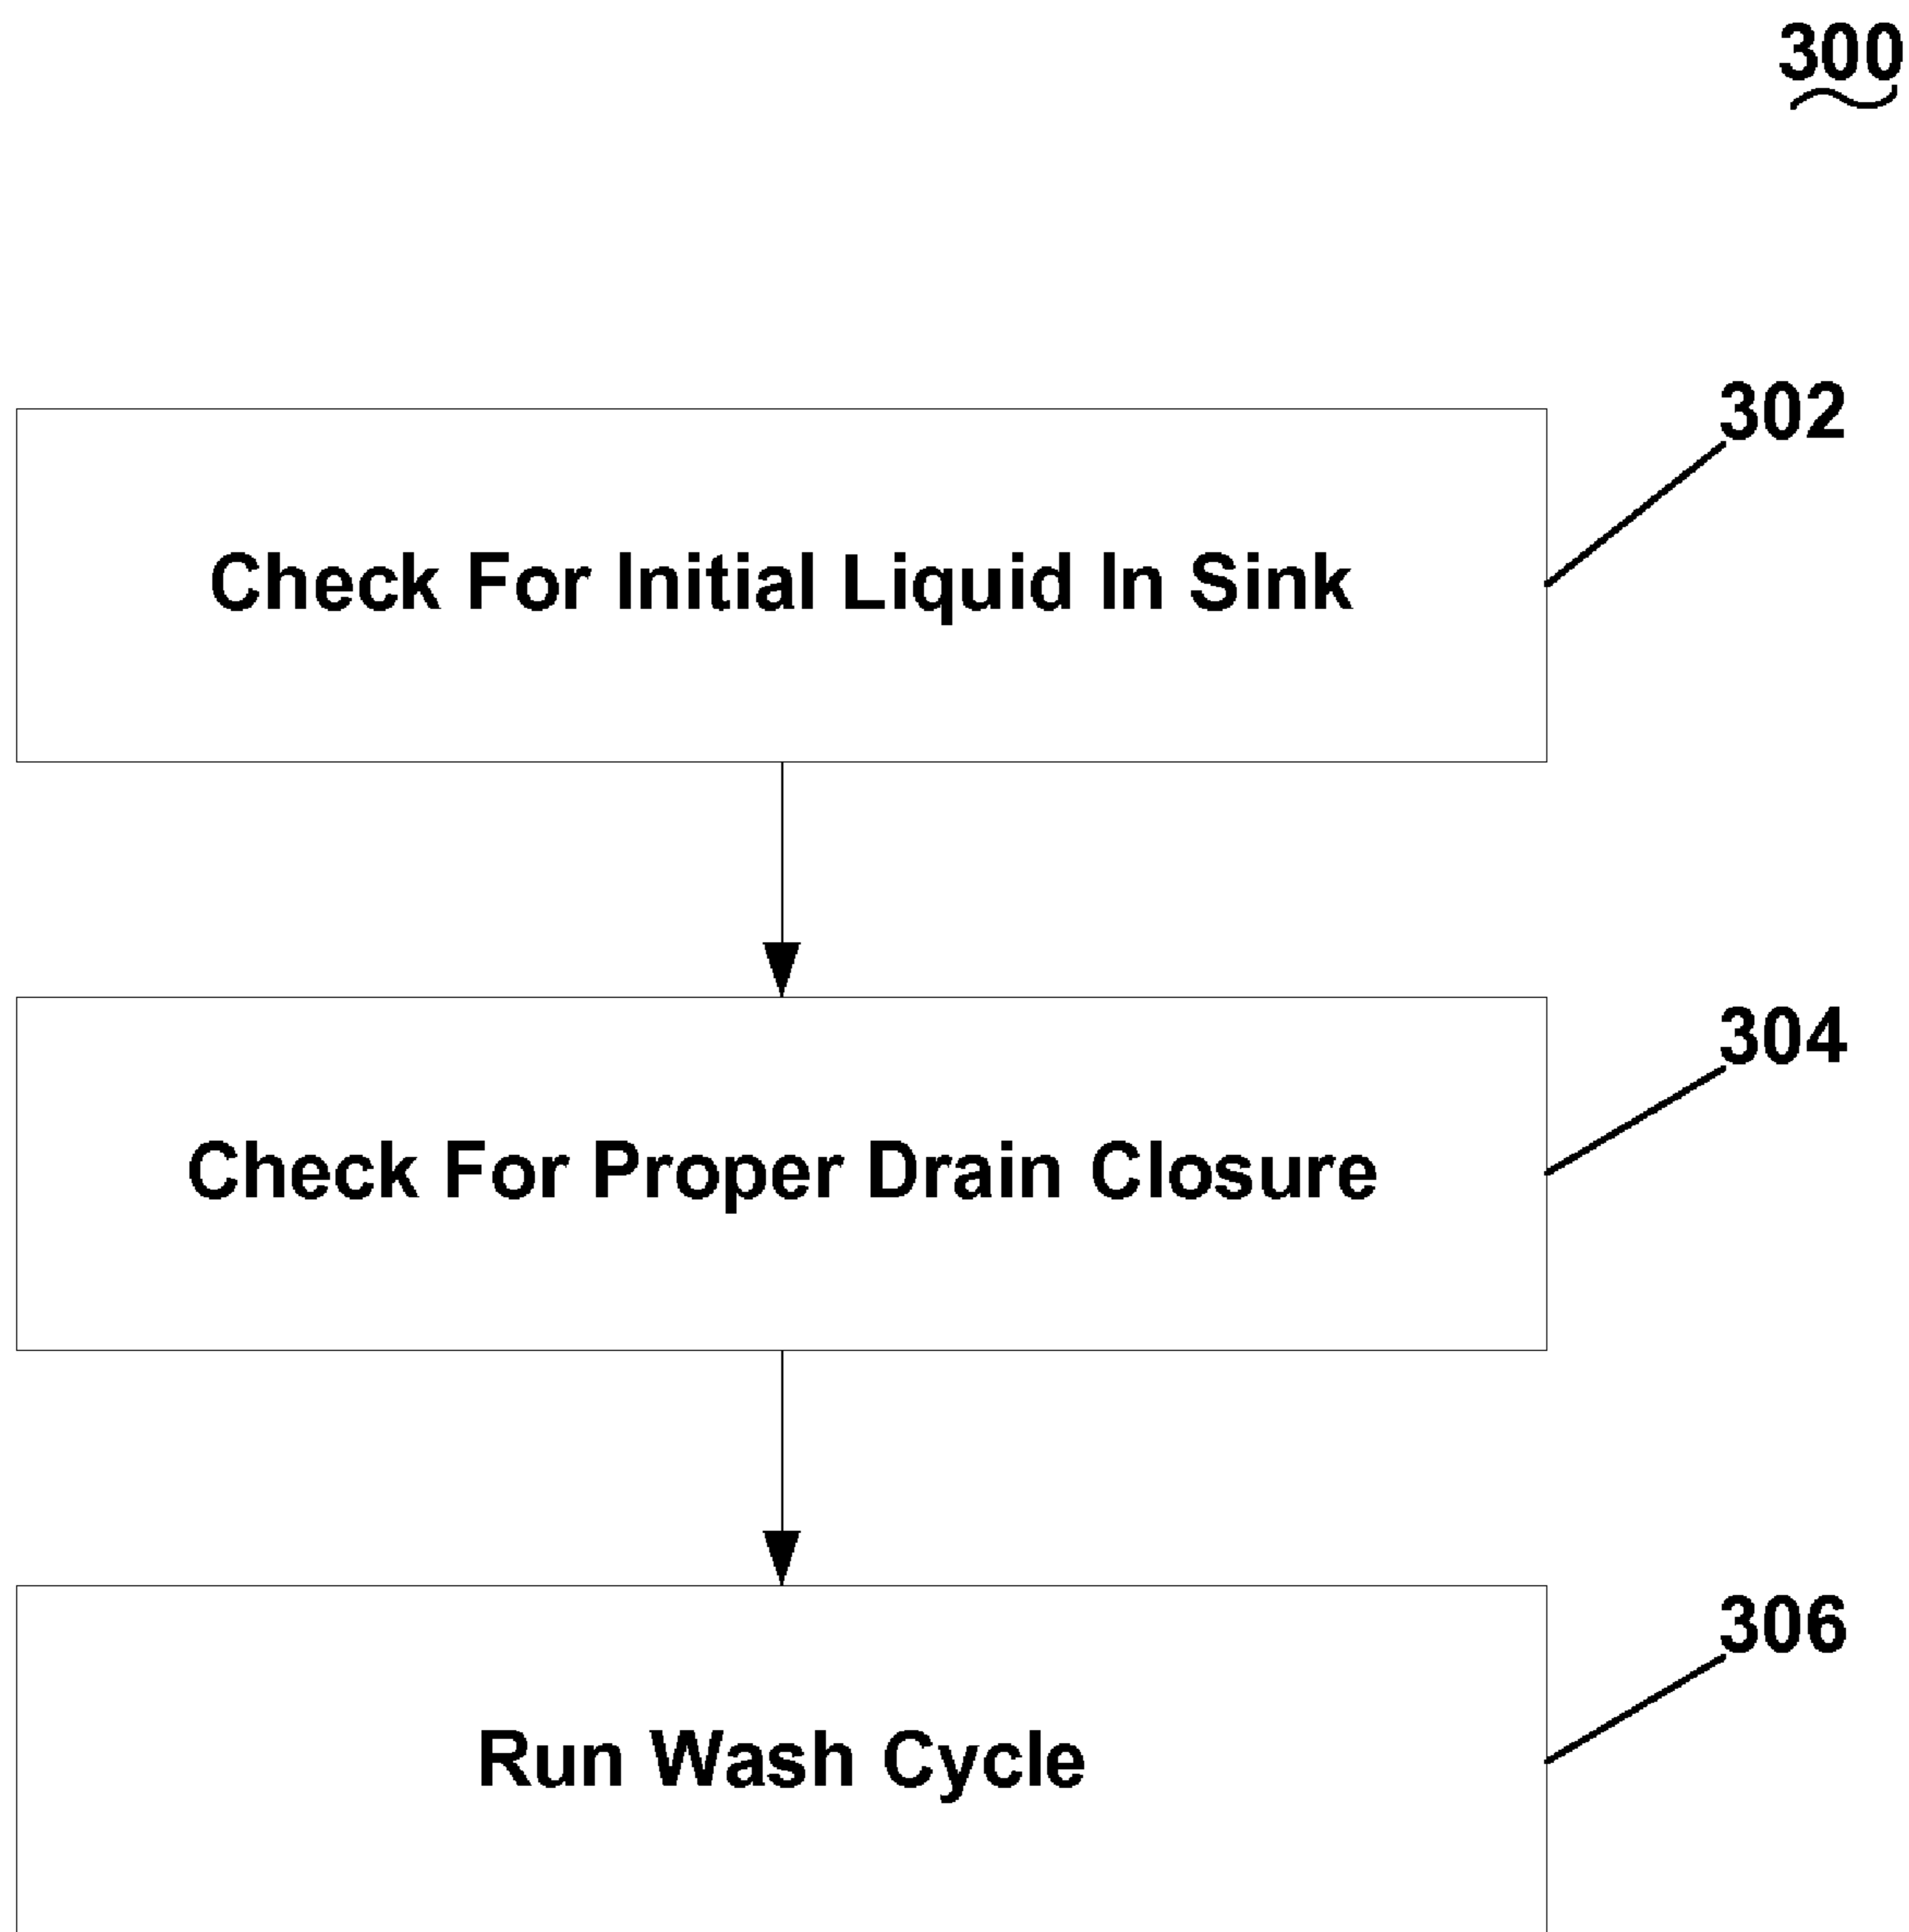 300
302
Check For Initial Liquid In Sink
304
Check For Proper Drain Closure
306
Run Wash Cycle